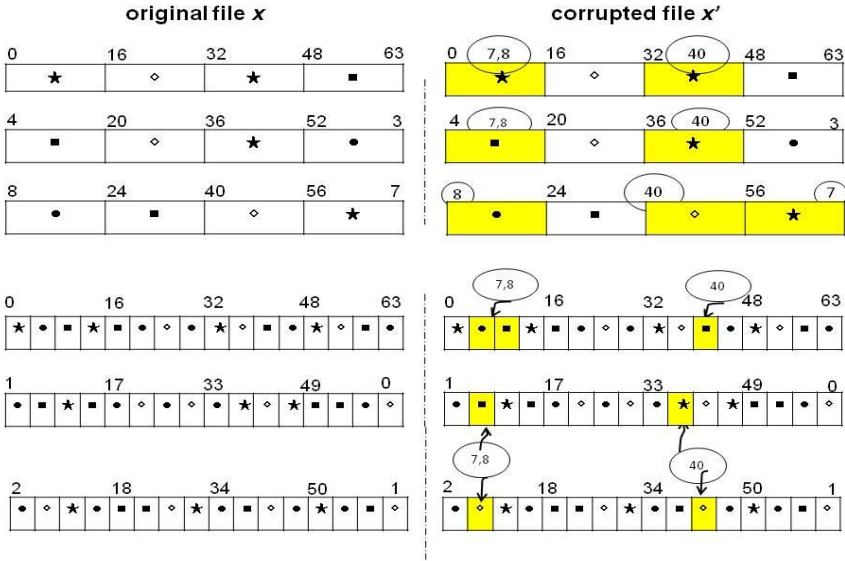 original file x
corrupted file x'
0 16 32 48 63
0 7,8 16 32 40 48 63
4 20 36 52 3
4 7,8 20 36 40 52 3
8 24 40 56 7
8 24 40 56 7
7,8 40
0 16 32 48 63
0 16 32 48 63
1 17 33 49 0
1 17 33 49 0
7,8 40
2 18 34 50 1
2 18 34 50 1